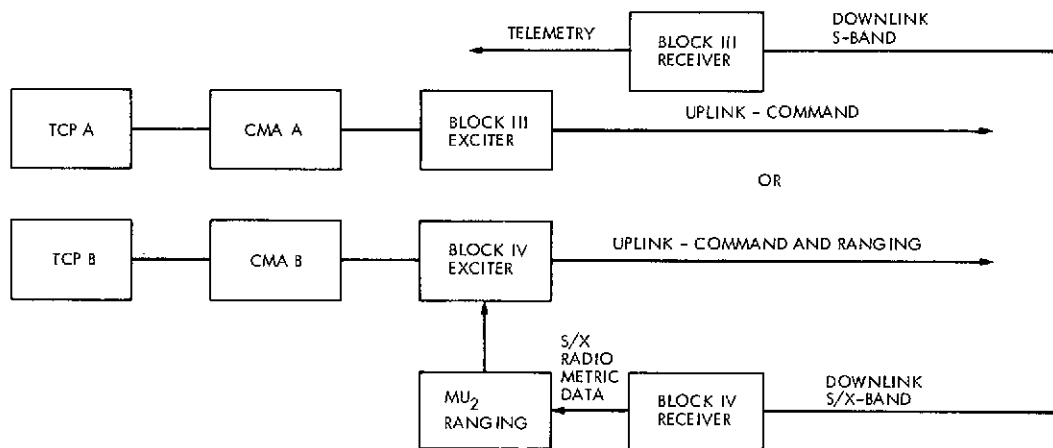 DOWNLINK
S-BAND
TELEMETRY
BLOCK III
RECEIVER
TCP A
CMA A
BLOCK III
EXCITER
UPLINK - COMMAND
OR
TCP B
CMA B
BLOCK IV
EXCITER
UPLINK - COMMAND AND RANGING
S/X
RADIO
METRIC
DATA
MU2
RANGING
BLOCK IV
RECEIVER
DOWNLINK
S/X-BAND